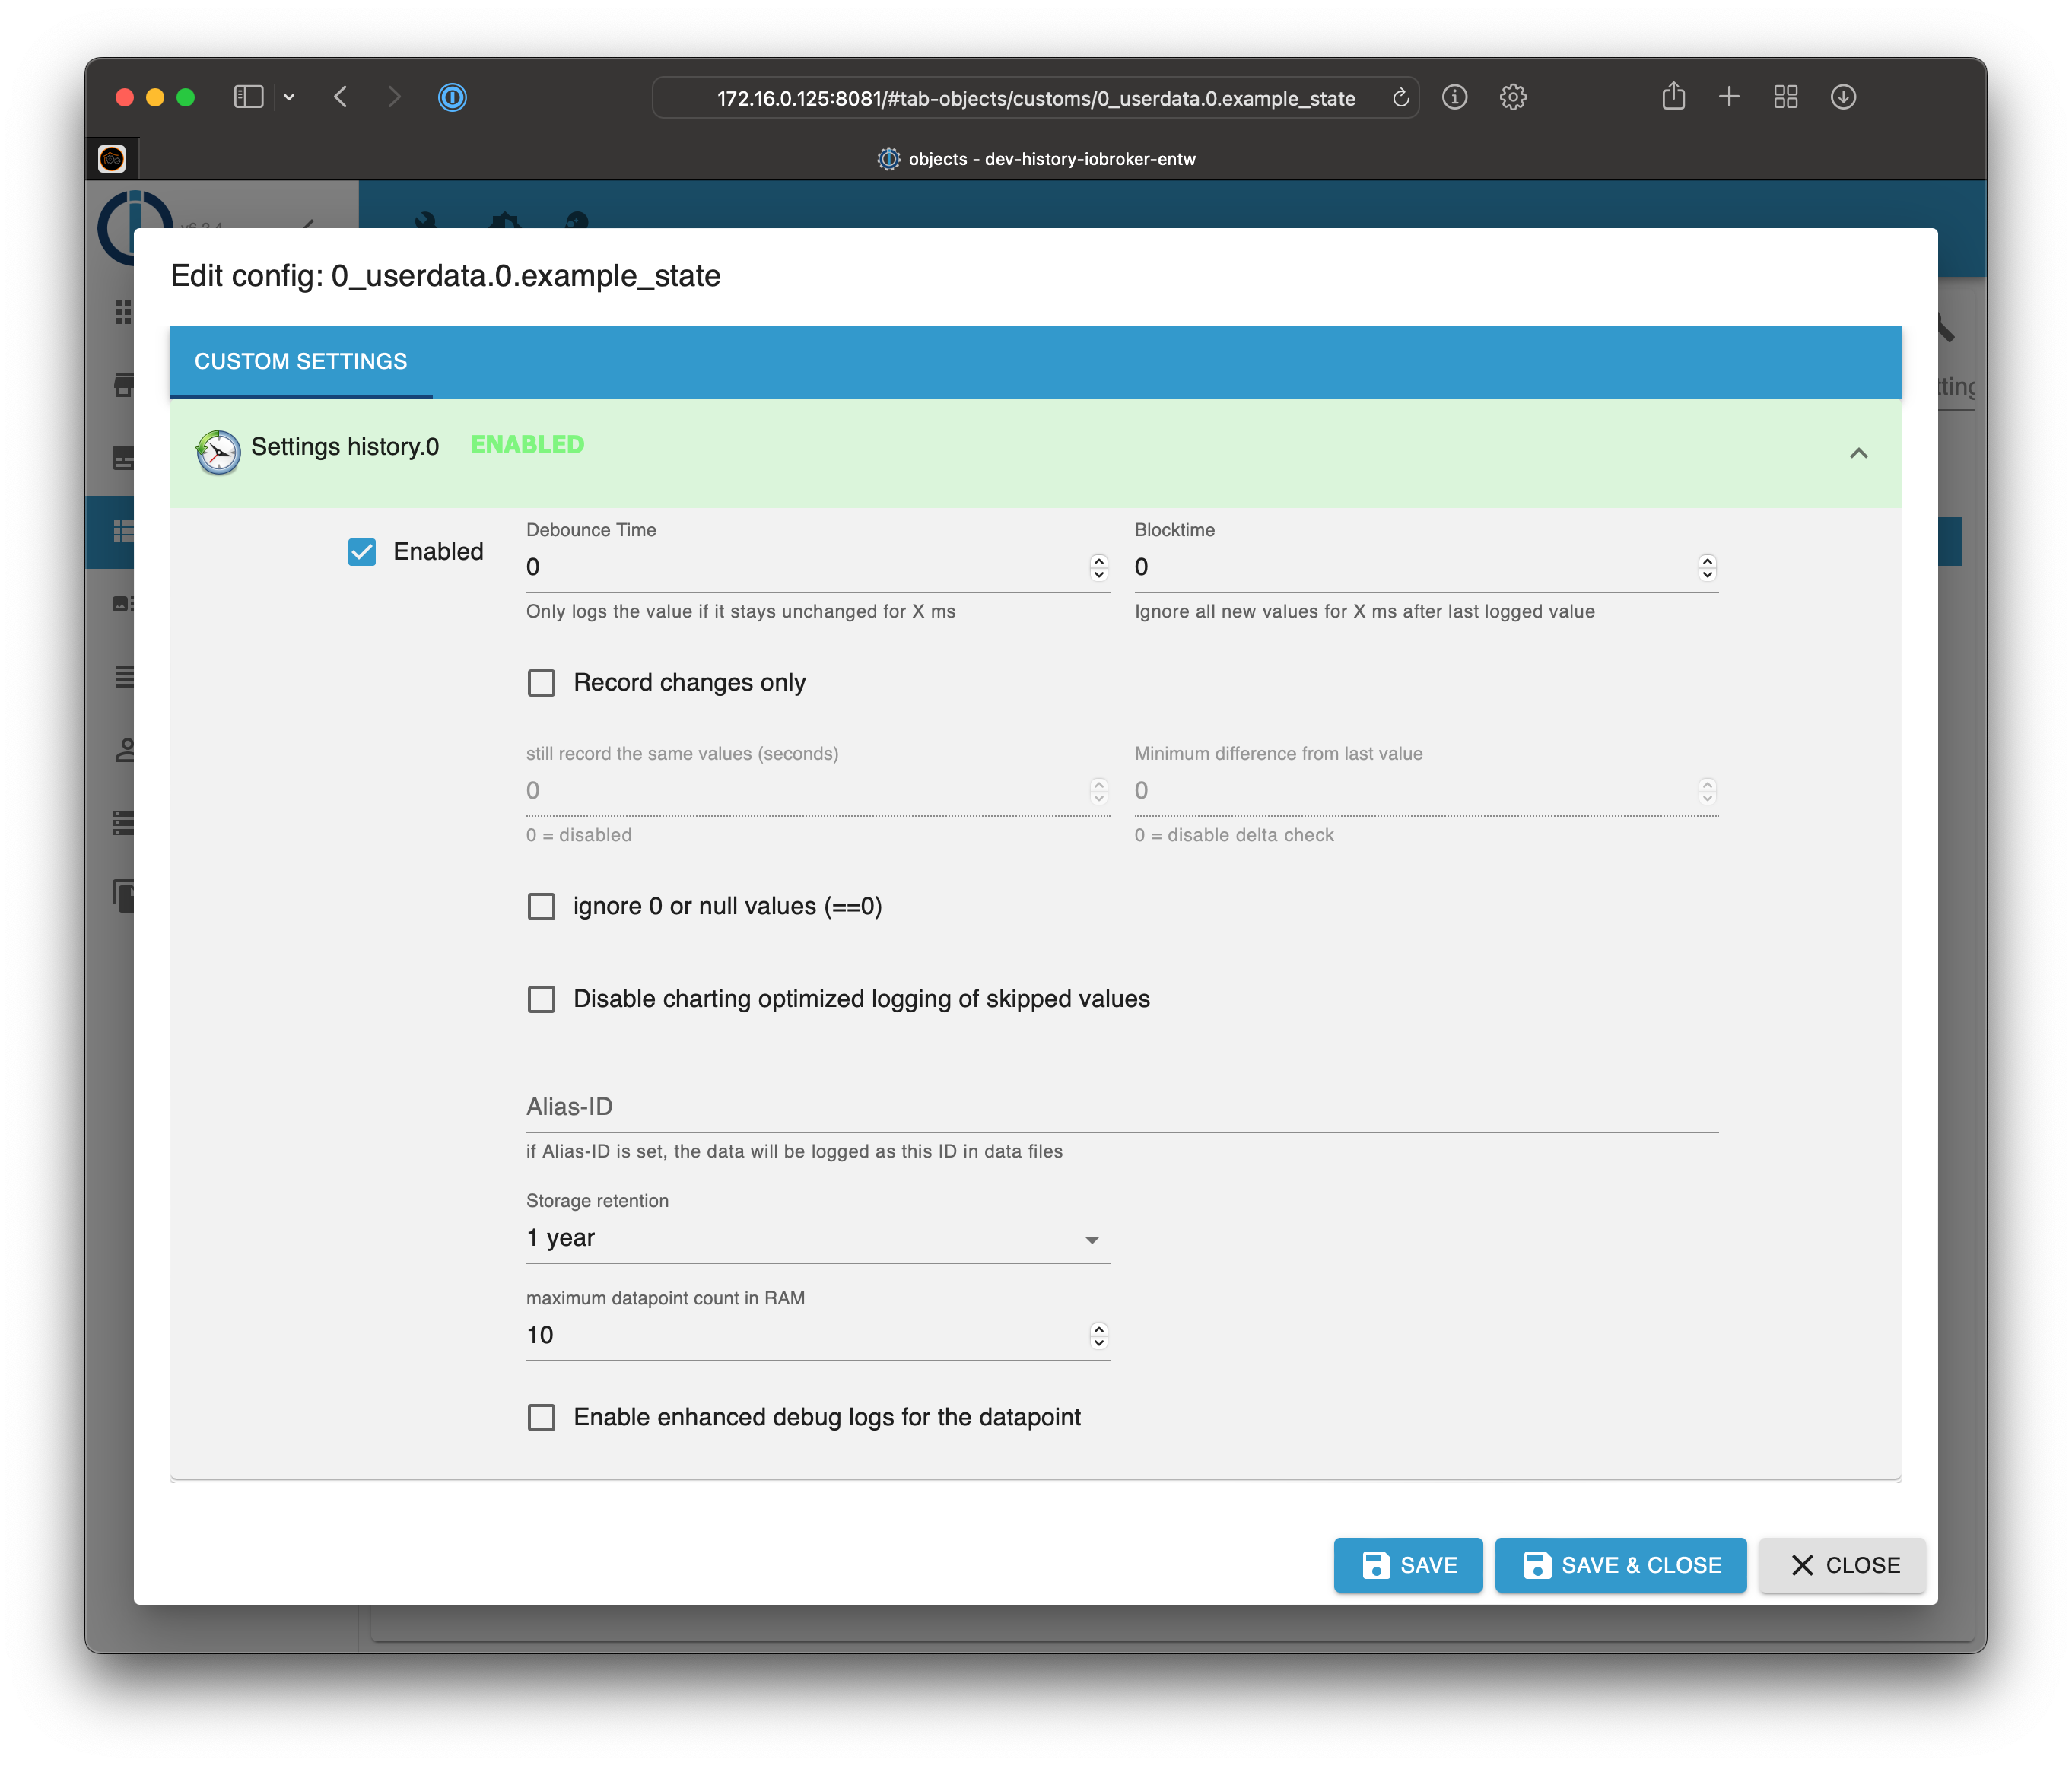 172.16.0.125:8081/#tab-objects/customs/0_userdata.0.example_state
objects - dev-history-iobroker-entw
Edit config: 0_userdata.0.example_state
CUSTOM SETTINGS
Settings history.0 ENABLED
Enabled
Debounce Time
0
Only logs the value if it stays unchanged for X ms
Blocktime
0
Ignore all new values for X ms after last logged value
Record changes only
still record the same values (seconds)
0
0 = disabled
Minimum difference from last value
0
0 = disable delta check
ignore 0 or null values (==0)
Disable charting optimized logging of skipped values
Alias-ID
if Alias-ID is set, the data will be logged as this ID in data files
Storage retention
1 year
maximum datapoint count in RAM
10
Enable enhanced debug logs for the datapoint
SAVE
SAVE & CLOSE
CLOSE